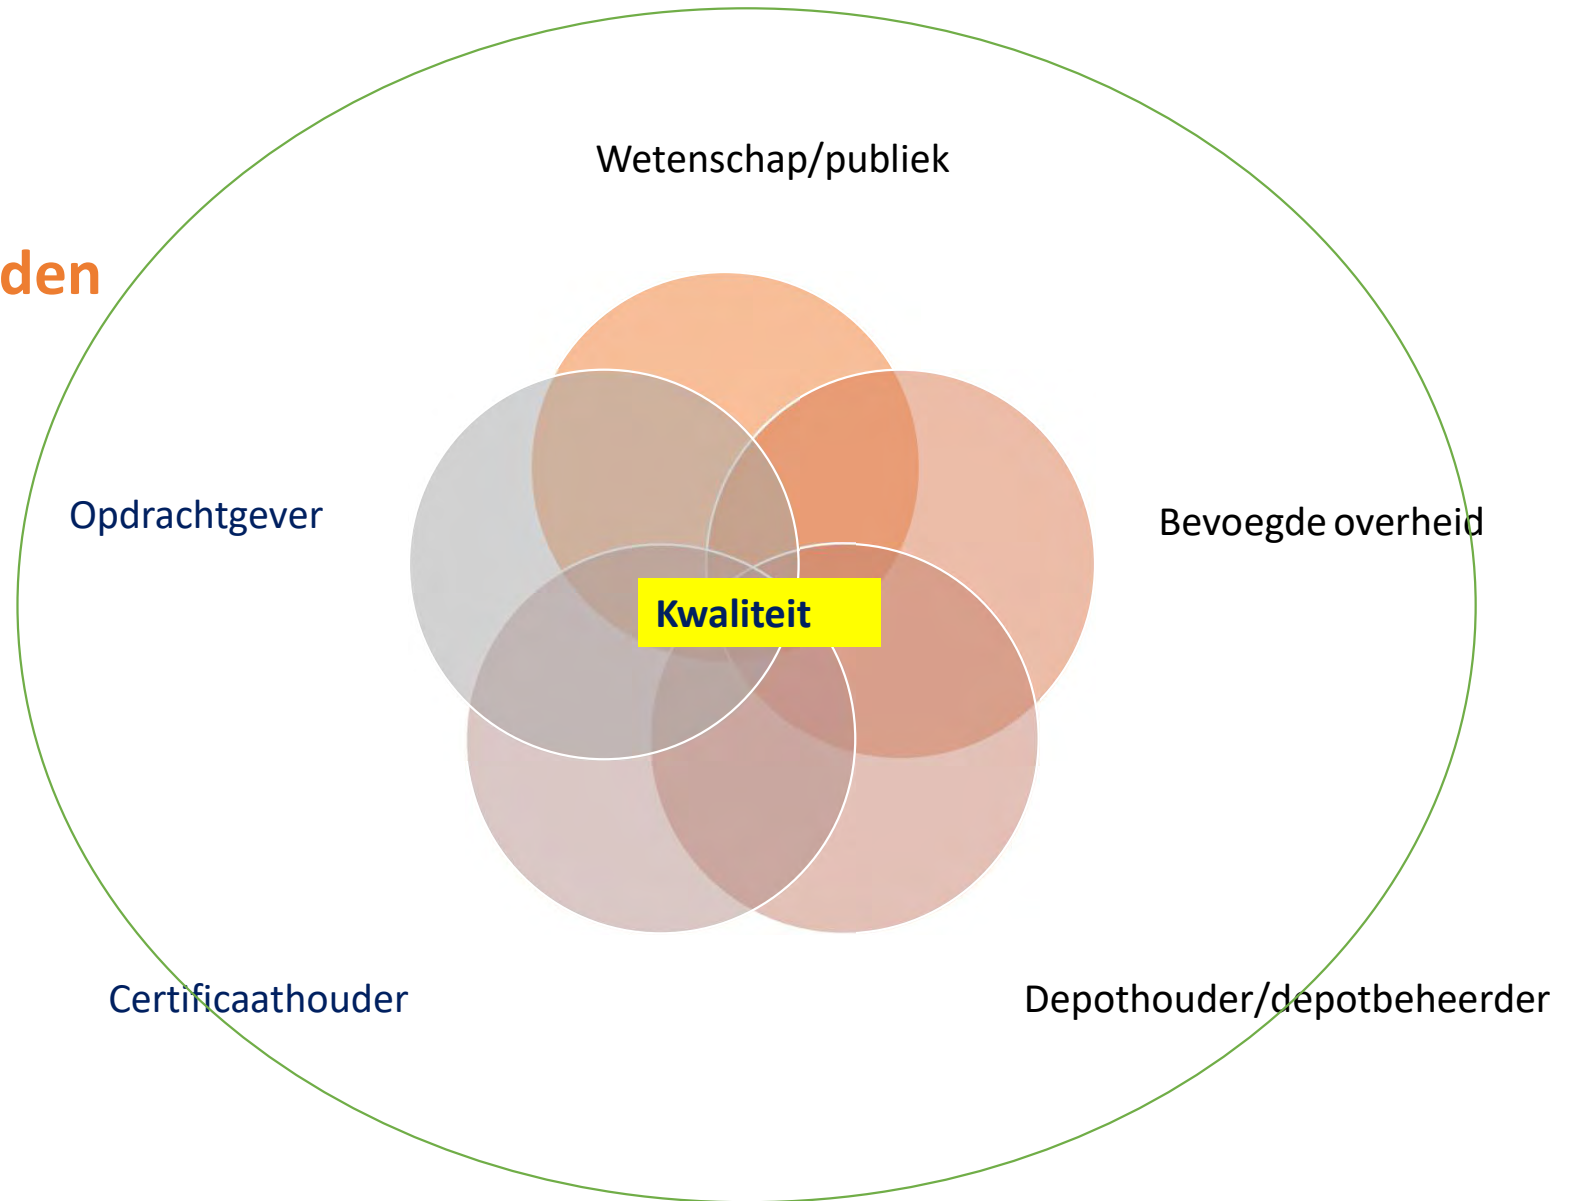 Wetenschap/publiek
den
Opdrachtgever
Bevoegde overheid
Kwaliteit
Certificaathouder
Depothouder/depotbeheerder